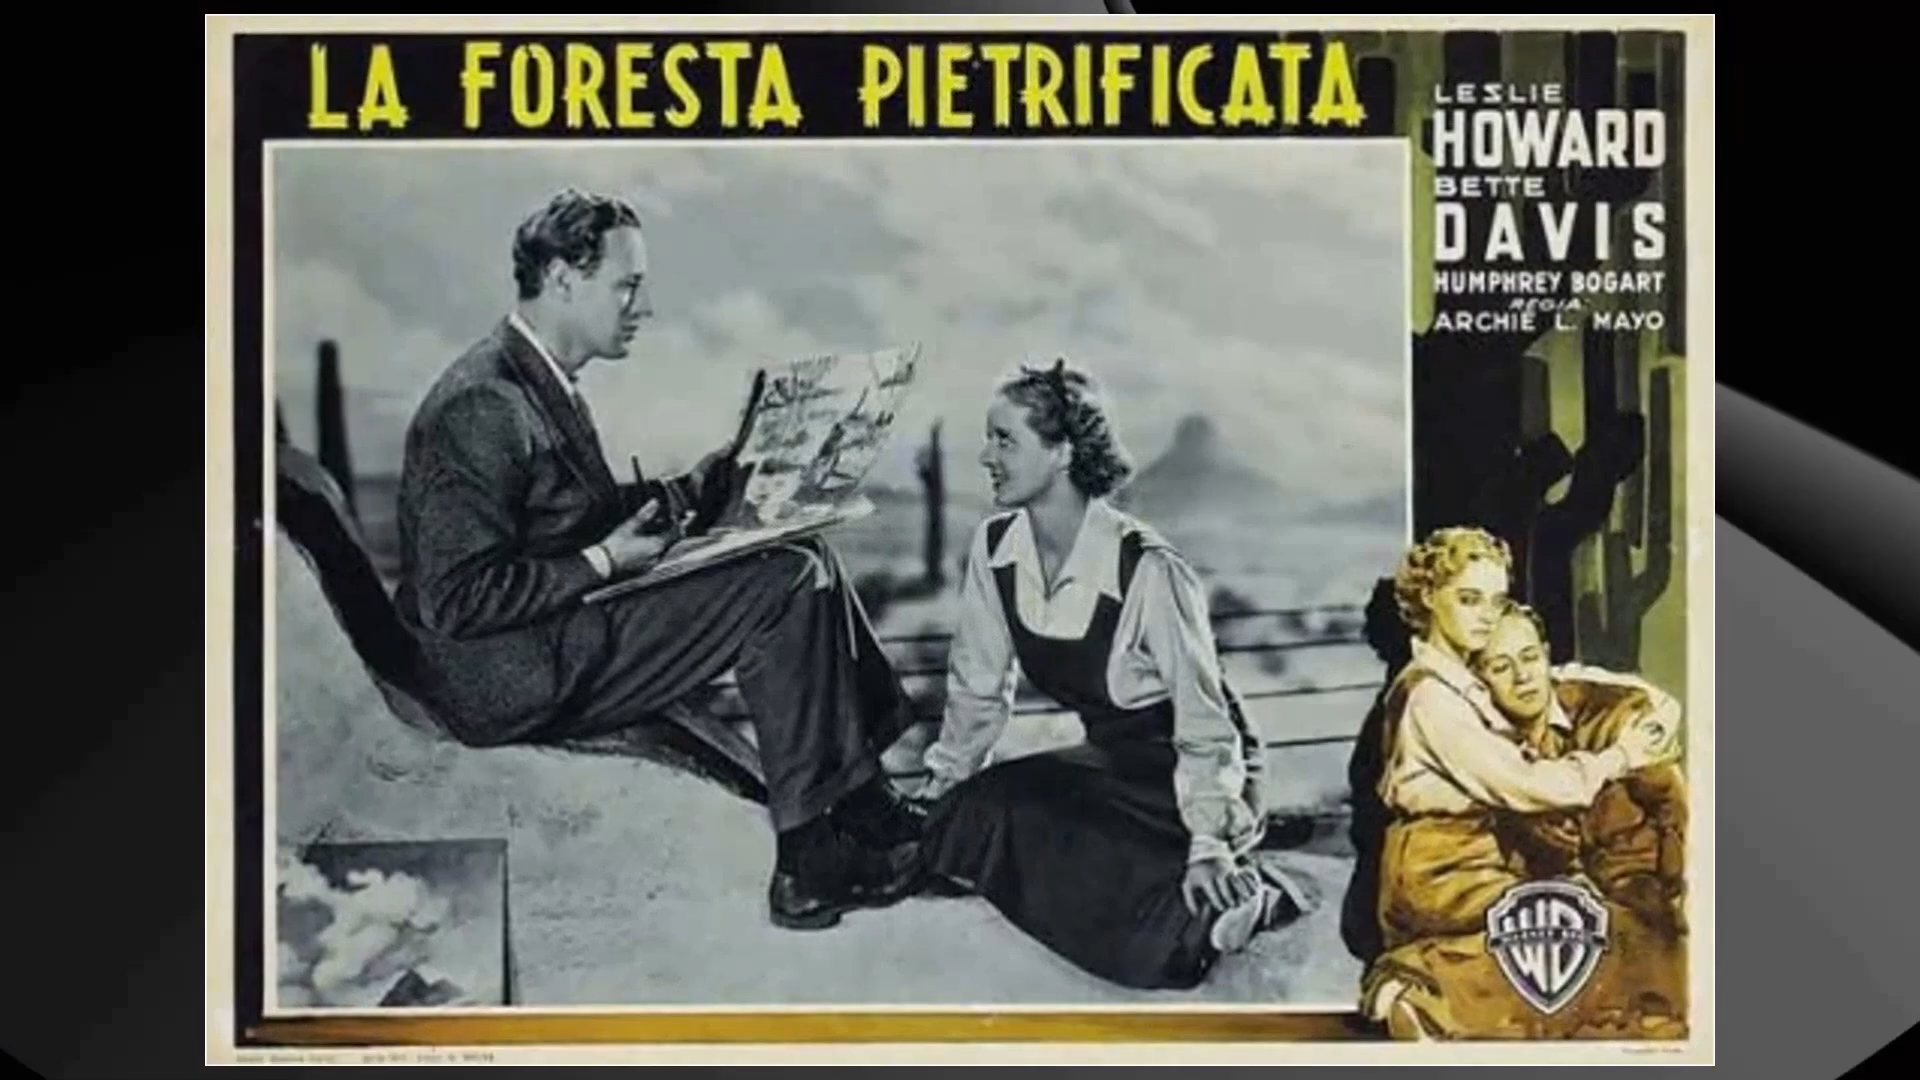 LA FORESTA PIETRIFICATA
LESLIE
HOWARD
BETTE
DAVIS
HUMPHREY BOGART
REGIA
ARCHIE L. MAYO
WB